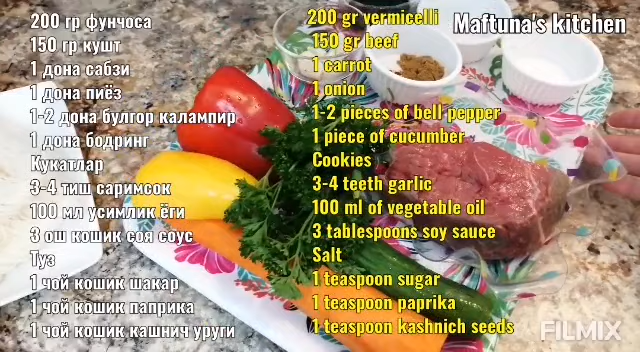 200 гр фунчоса
150 гр кушт
1 дона сабзи
1 дона пиёз
1-2 дона булгор калампир
1 дона бодринг
Кукатлар
3-4 тиш саримсок
100 мл усимлик ёги
3 ош кошик соя соус
Туз
1 чой кошик шакар
1 чой кошик паприка
1 чой кошик кашнич уруги
200 gr vermicelli
150 gr beef
1 carrot
1 onion
1-2 pieces of bell pepper
1 piece of cucumber
Cookies
3-4 teeth garlic
100 ml of vegetable oil
3 tablespoons soy sauce
Salt
1 teaspoon sugar
1 teaspoon paprika
1 teaspoon kashnich seeds
Maftuna's kitchen
FILMIX